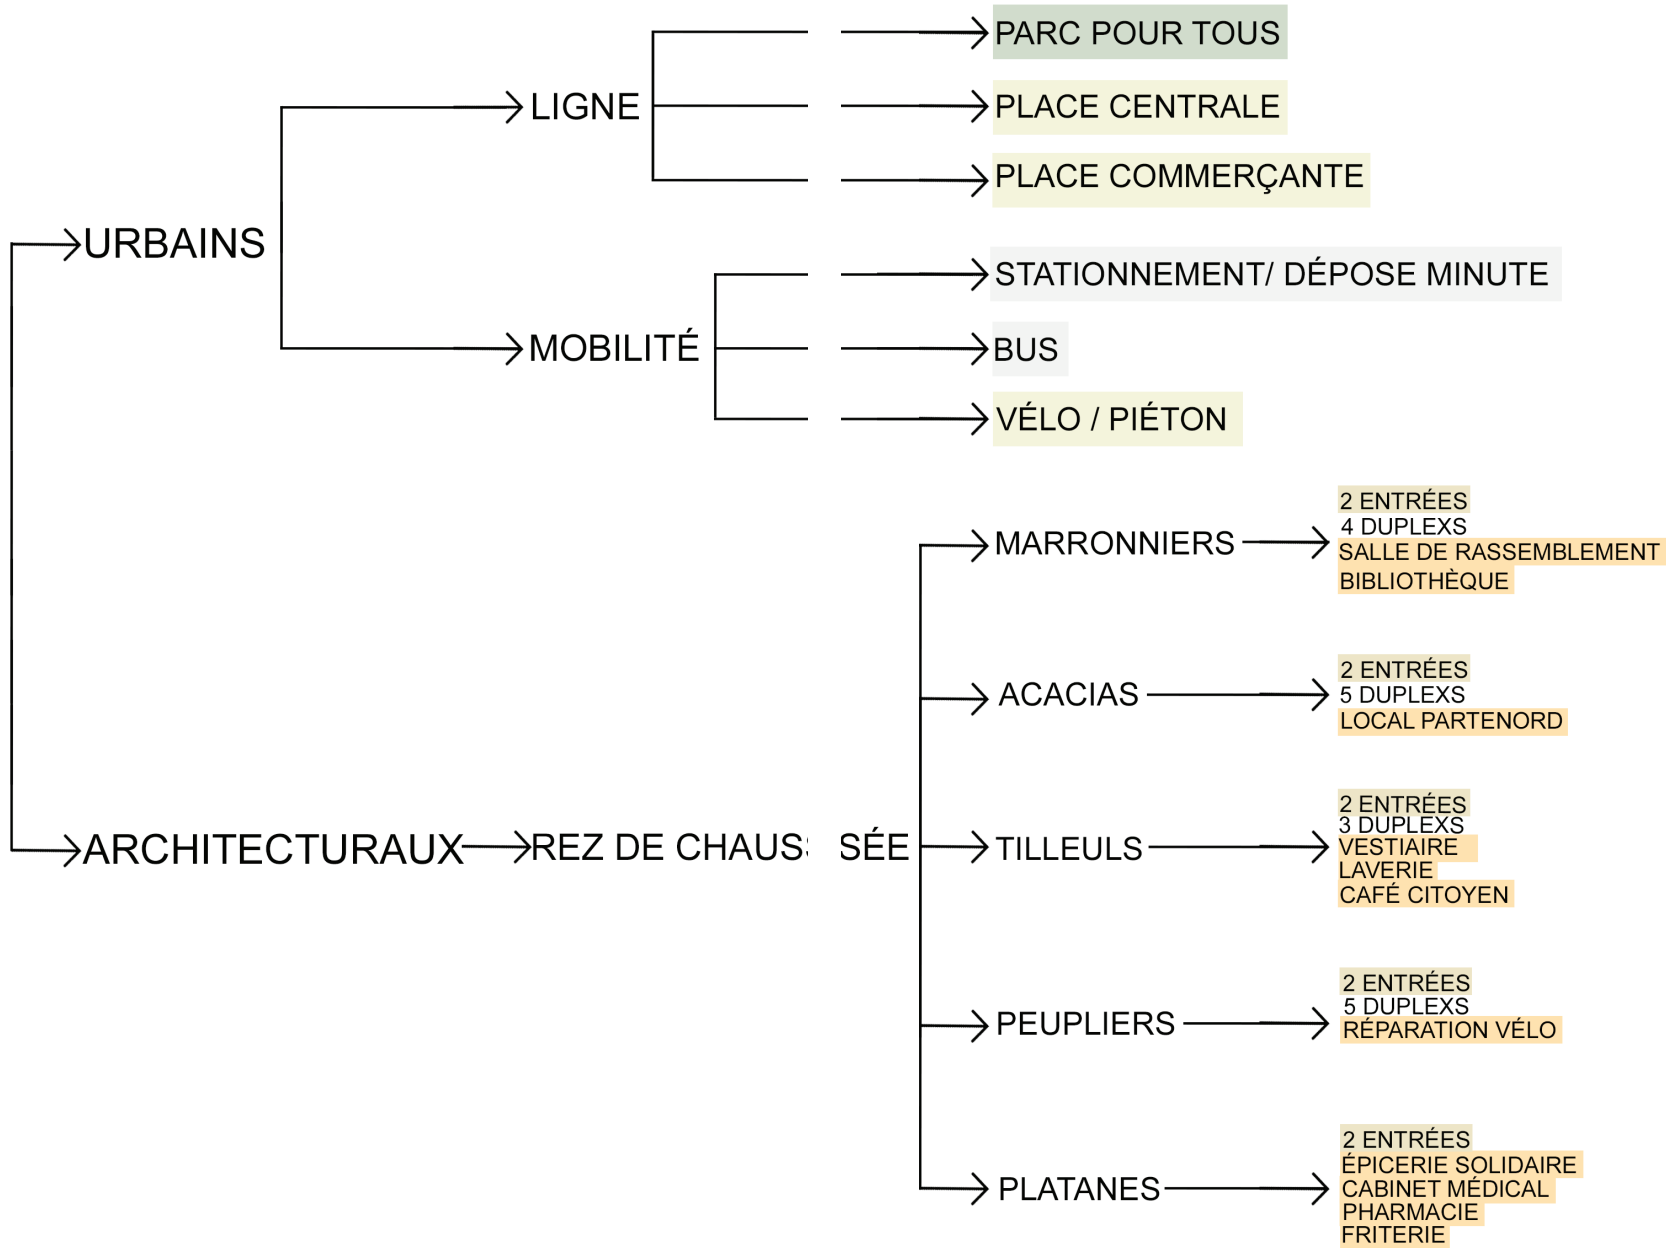 PARC POUR TOUS
LIGNE
PLACE CENTRALE
PLACE COMMERÇANTE
URBAINS
STATIONNEMENT/ DÉPOSE MINUTE
MOBILITÉ
BUS
VÉLO / PIÉTON
ARCHITECTURAUX
REZ DE CHAUSSÉE
MARRONNIERS
2 ENTRÉES
4 DUPLEXS
SALLE DE RASSEMBLEMENT
BIBLIOTHÈQUE
ACACIAS
2 ENTRÉES
5 DUPLEXS
LOCAL PARTENORD
TILLEULS
2 ENTRÉES
3 DUPLEXS
VESTIAIRE
LAVERIE
CAFÉ CITOYEN
PEUPLIERS
2 ENTRÉES
5 DUPLEXS
RÉPARATION VÉLO
PLATANES
2 ENTRÉES
ÉPICERIE SOLIDAIRE
CABINET MÉDICAL
PHARMACIE
FRITERIE